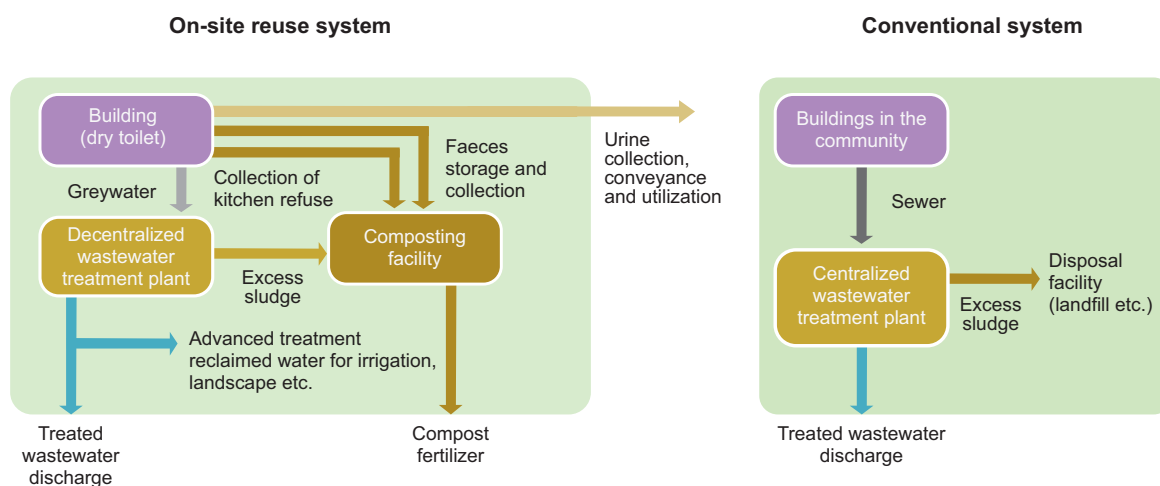 On-site reuse system
Building
(dry toilet)
Greywater
Collection of
kitchen refuse
Faeces
storage and
collection
Urine
collection,
conveyance
and utilization
Decentralized
wastewater
treatment plant
Excess
sludge
Composting
facility
Advanced treatment
reclaimed water for irrigation,
landscape etc.
Treated
wastewater
discharge
Compost
fertilizer
Conventional system
Buildings in the
community
Sewer
Centralized
wastewater
treatment plant
Excess
sludge
Disposal
facility
(landfill etc.)
Treated wastewater
discharge